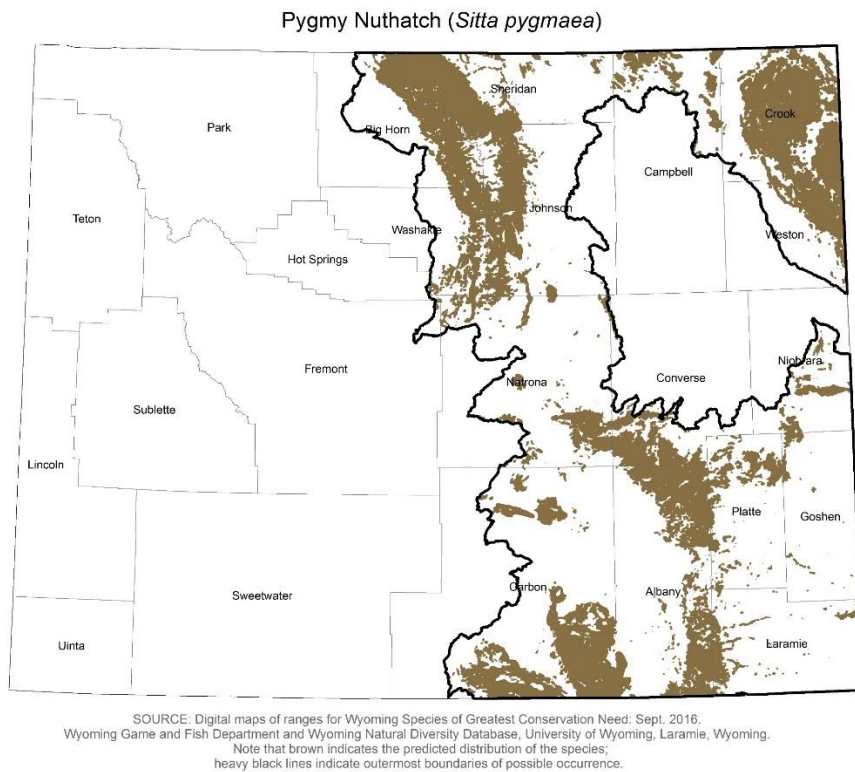 Pygmy Nuthatch (Sitta pygmaea)
Sheridan
Park
Big Horn
Crook
Campbell
Teton
Johnson
Washakie
Weston
Hot Springs
Fremont
Niobrara
Natrona
Converse
Sublette
Lincoln
Platte
Goshen
Carbon
Albany
Sweetwater
Uinta
Laramie
SOURCE: Digital maps of ranges for Wyoming Species of Greatest Conservation Need: Sept. 2016.
Wyoming Game and Fish Department and Wyoming Natural Diversity Database, University of Wyoming, Laramie, Wyoming.
Note that brown indicates the predicted distribution of the species;
heavy black lines indicate outermost boundaries of possible occurrence.